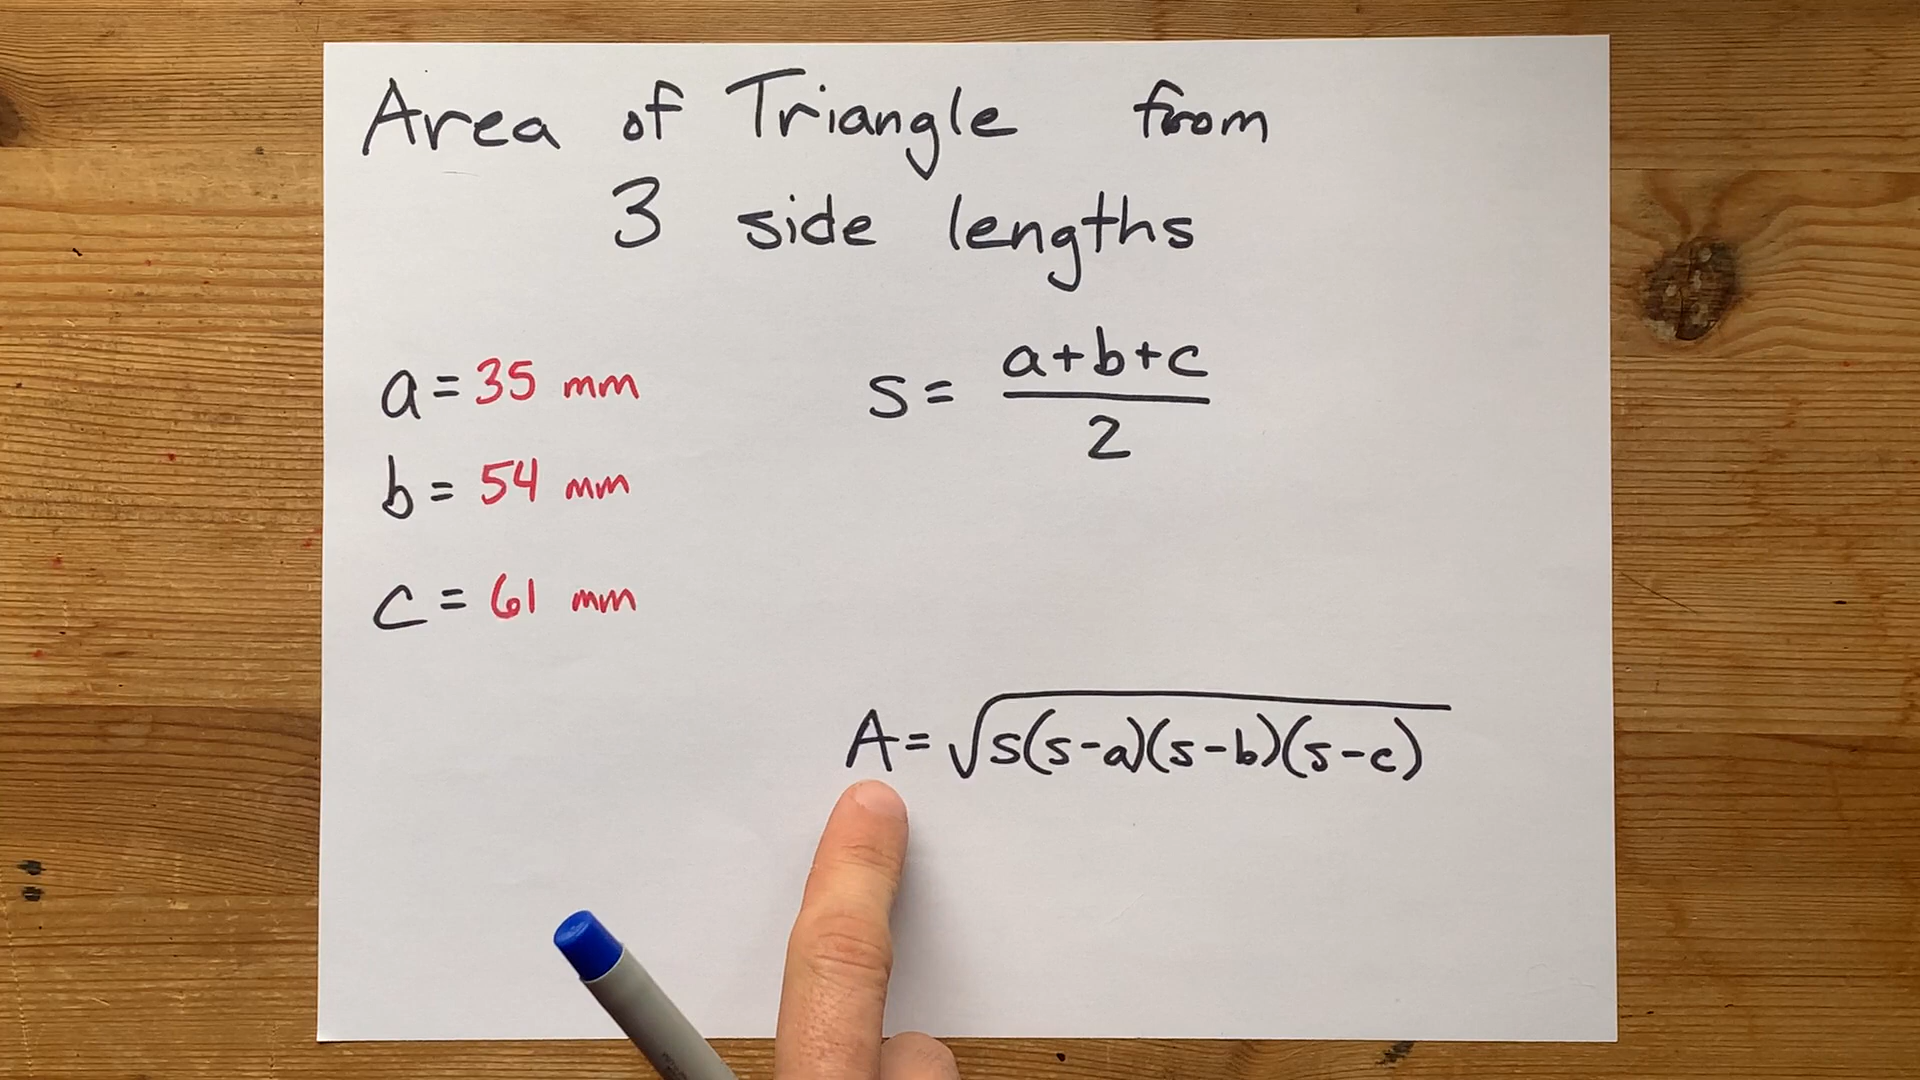 Area of Triangle from
3 side lengths
a = 35 mm
b = 54 mm
c = 61 mm
s = a+b+c
2
A = √s(s-a)(s-b)(s-c)